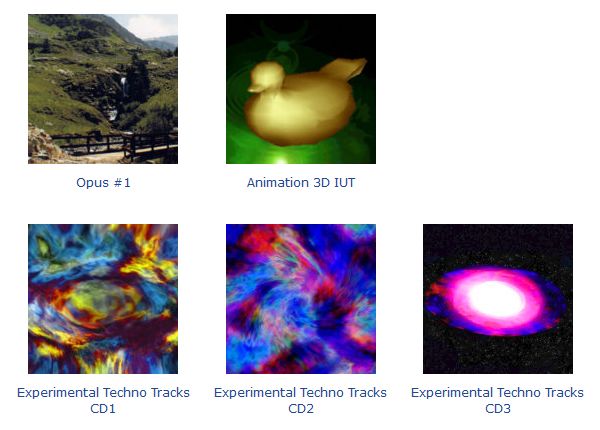 Opus #1
Animation 3D IUT
Experimental Techno Tracks
CD1
Experimental Techno Tracks
CD2
Experimental Techno Tracks
CD3